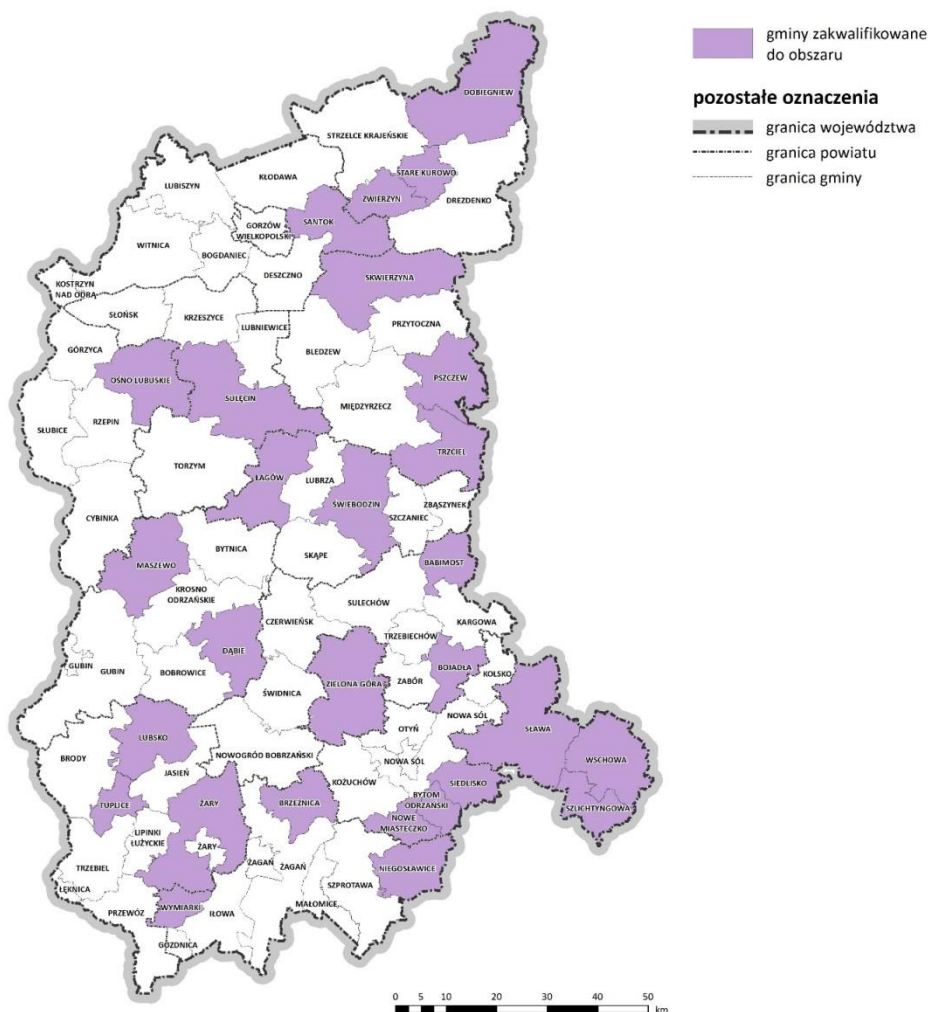 gminy zakwalifikowane
do obszaru
pozostałe oznaczenia
granica województwa
granica powiatu
granica gminy
DOBIEGNIEW
STRZELCE KRAJEŃSKIE
STARE KUROWO
KŁODAWA
LUBISZYN
ZWIERZYN
DREZDENKO
SANTOK
GORZÓW
WIELKOPOLSKI
WITNICA
BOGDANIEC
DESZCZNO
SKWIERZYNA
KOSTRZYN
NAD ODRĄ
SŁOŃSK
KRZESZYCE
LUBNIEWICE
PRZYTOCZNA
GÓRZYCA
BLEDZEW
OŚNO LUBUSKIE
PSZCZEW
SULĘCIN
MIĘDZYRZECZ
RZEPIN
SŁUBICE
TRZCIEL
TORZYM
ŁAGÓW
LUBRZA
ŚWIEBODZIN
ZBĄSZYNEK
SZCZANIEC
CYBINKA
BYTNICA
SKĄPE
MASZEWO
BABIMOST
KROSNO
ODRZAŃSKIE
SULECHÓW
CZERWIEŃSK
KARGOWA
TRZEBIECHÓW
DĄBIE
GUBIN
GUBIN
BOBROWICE
BOJADŁA
KOLSKO
ZIELONA GÓRA
ZABÓR
ŚWIDNICA
NOWA SÓL
OTYŃ
SŁAWA
LUBSKO
BRODY
NOWOGRÓD BOBRZAŃSKI
WSCHOWA
NOWA SÓL
JASIEŃ
KOŻUCHÓW
SIEDLISKO
BYTOM
ODRZAŃSKI
SZLICHTYNGOWA
TUPLICE
ŻARY
BRZEŹNICA
NOWE
MIASTECZKO
LIPINKI
ŁUŻYCKIE
ŻARY
TRZEBIEL
ŻAGAŃ
ŻAGAŃ
NIEGOSŁAWICE
SZPROTAWA
ŁĘKNICA
MAŁOMICE
PRZEWÓZ
WYMIARKI
IŁOWA
GOZDNICA
0 5 10 20 30 40 50
km